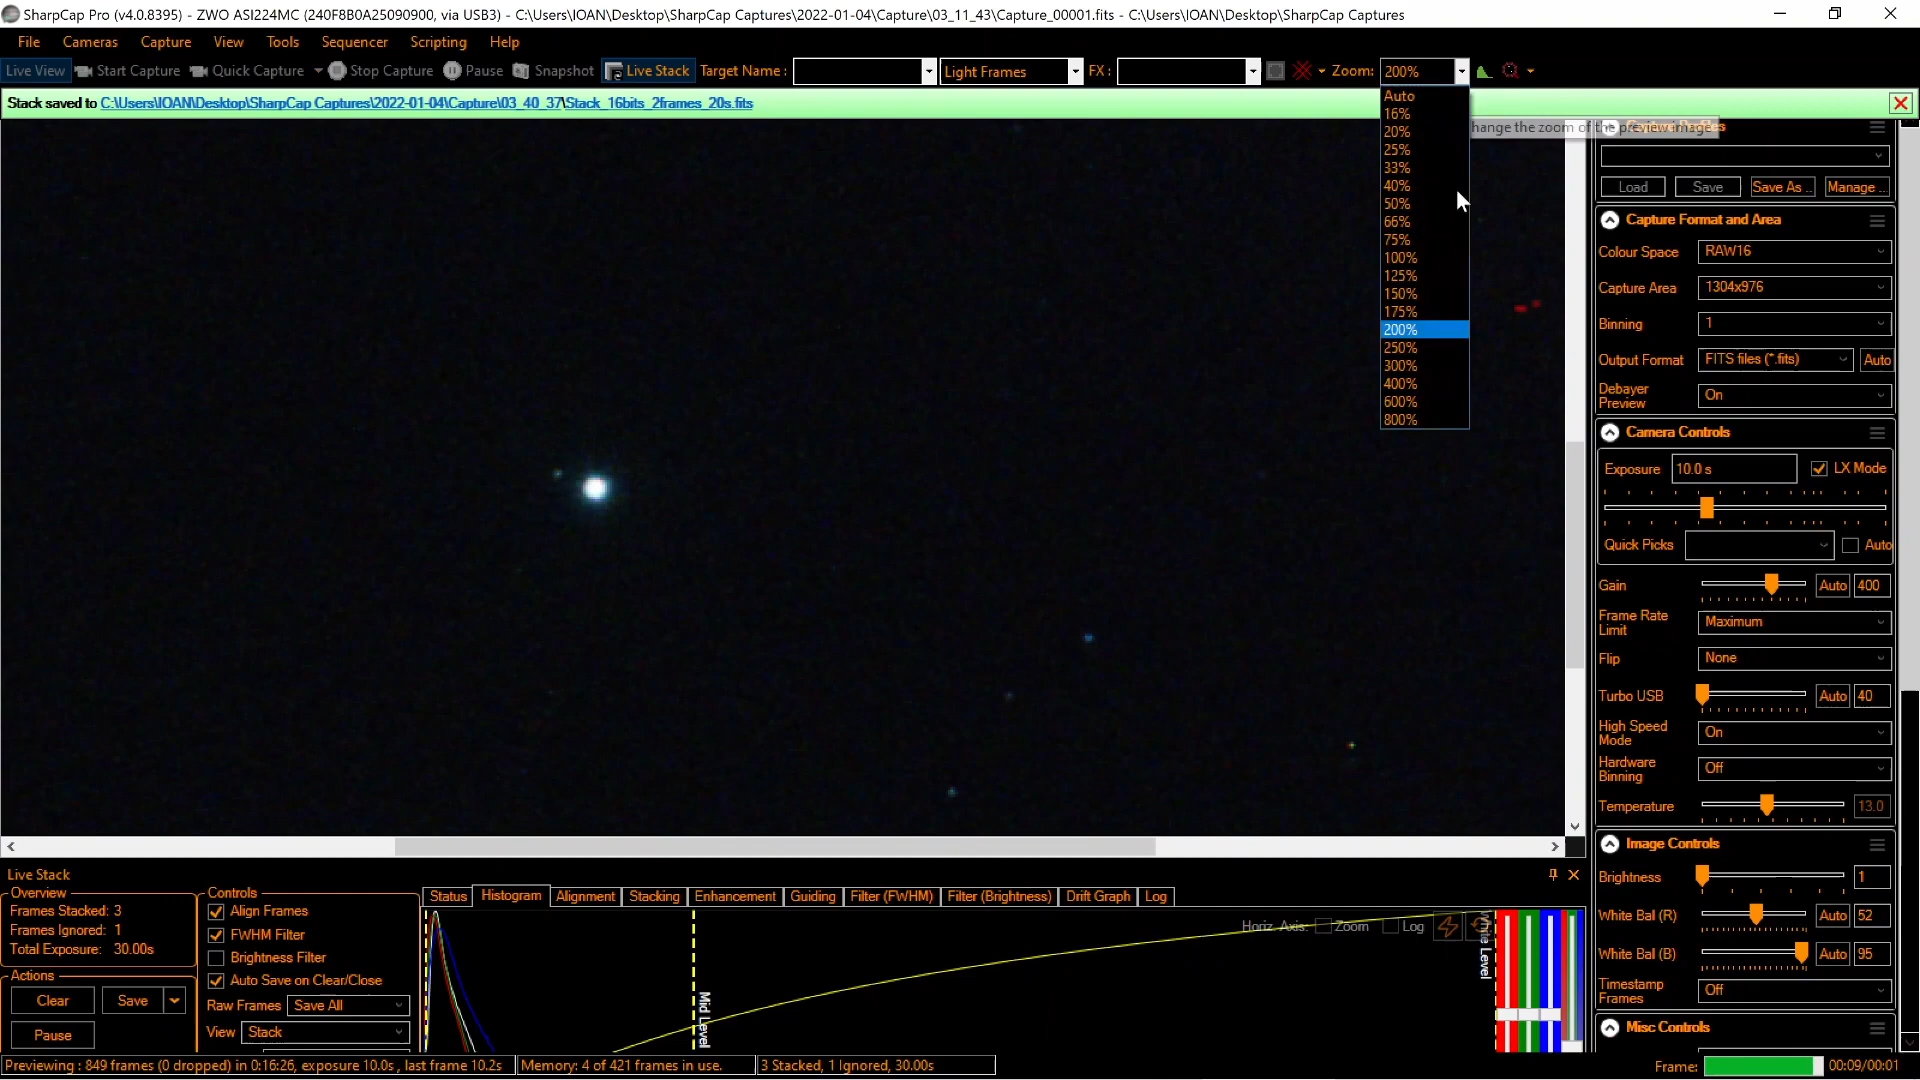 SharpCap Pro (v4.0.8395) - ZWO ASI224MC (240F8B0A25090900, via USB3) - C:\Users\IOAN\Desktop\SharpCap Captures\2022-01-04\Capture\03_11_43\Capture_00001.fits - C:\Users\IOAN\Desktop\SharpCap Captures
File Cameras Capture View Tools Sequencer Scripting Help
Live View Start Capture Quick Capture Stop Capture Pause Snapshot Live Stack Target Name : Light Frames FX : Zoom: 200%
Stack saved to C:\Users\IOAN\Desktop\SharpCap Captures\2022-01-04\Capture\03_40_37\Stack_16bits_2frames_20s.fits
Auto
16%
20%
25%
33%
40%
50%
66%
75%
100%
125%
150%
175%
200%
250%
300%
400%
600%
800%
hange the zoom of the preview image
Load Save Save As .. Manage ..
Capture Format and Area
Colour Space RAW16
Capture Area 1304x976
Binning 1
Output Format FITS files (*.fits) Auto
Debayer
Preview On
Camera Controls
Exposure 10.0 s LX Mode
Quick Picks Auto
Gain Auto 400
Frame Rate
Limit Maximum
Flip None
Turbo USB Auto 40
High Speed
Mode On
Hardware
Binning Off
Temperature 13.0
Image Controls
Brightness 1
White Bal (R) Auto 52
White Bal (B) Auto 95
Timestamp
Frames Off
Misc Controls
Live Stack
Overview
Frames Stacked: 3
Frames Ignored: 1
Total Exposure: 30.00s
Actions
Clear Save
Pause
Controls
Align Frames
FWHM Filter
Brightness Filter
Auto Save on Clear/Close
Raw Frames Save All
View Stack
Status Histogram Alignment Stacking Enhancement Guiding Filter (FWHM) Filter (Brightness) Drift Graph Log
Horiz. Axis: Zoom Log
Mid Level
White Level
Previewing : 849 frames (0 dropped) in 0:16:26, exposure 10.0s , last frame 10.2s Memory: 4 of 421 frames in use. 3 Stacked, 1 Ignored, 30.00s Frame: 00:09/00:01